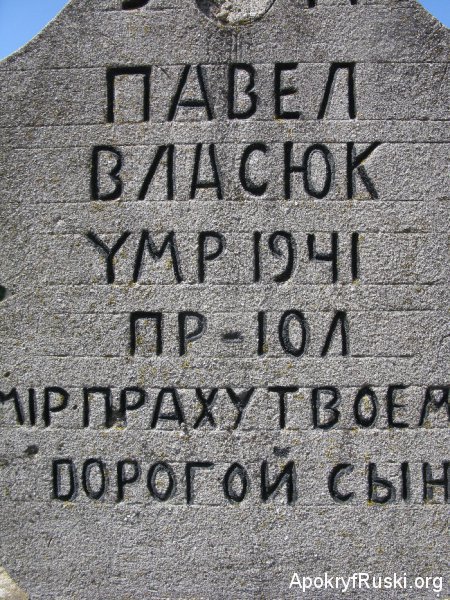 ПАВЕЛ
ВЛАСЮК
УМР 1941
ПР-10Л
МІР·ПРАХУ ТВОЕМ
ДОРОГОЙ СЫН
ApokryfRuski.org